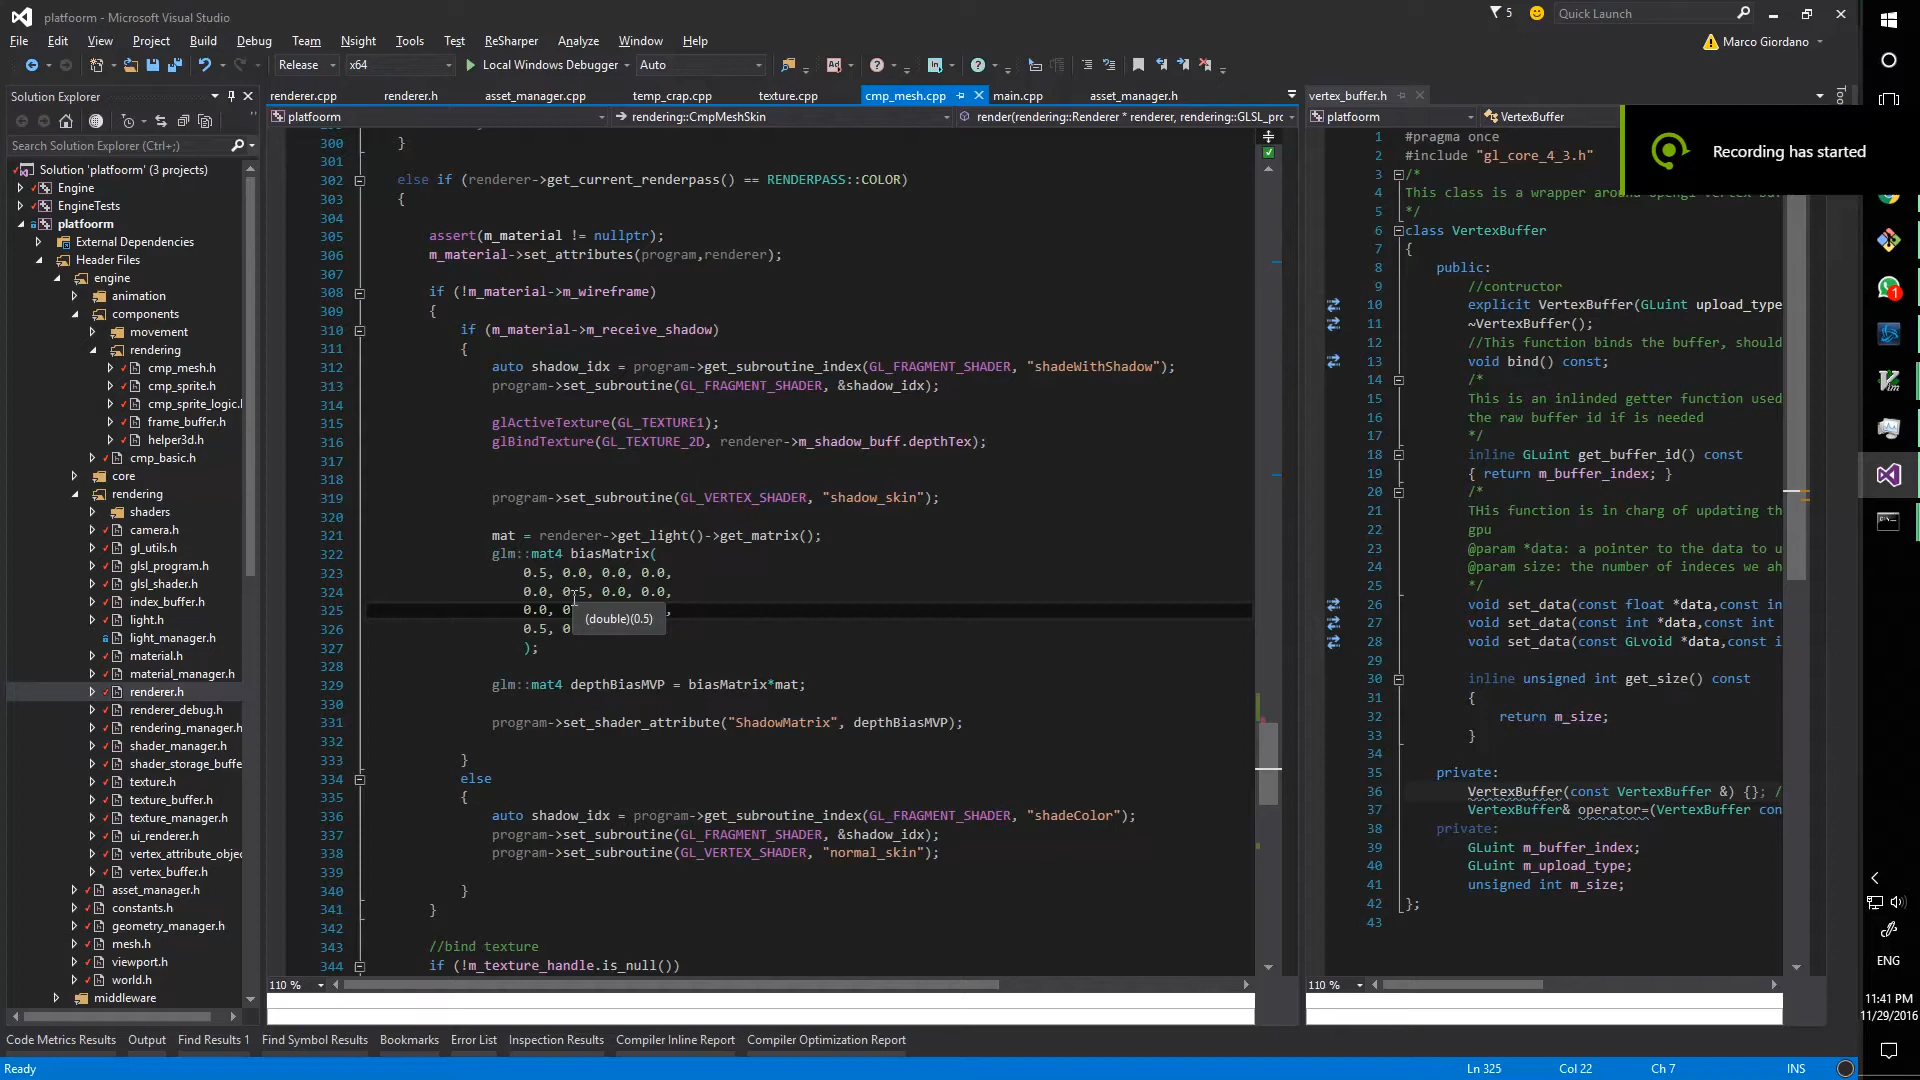 platfoorm - Microsoft Visual Studio
5
Quick Launch
File Edit View Project Build Debug Team Nsight Tools Test ReSharper Analyze Window Help
Marco Giordano
Release x64 Local Windows Debugger Auto
Solution Explorer
Search Solution Explorer (Ctrl+;)
Solution 'platfoorm' (3 projects)
Engine
EngineTests
platfoorm
External Dependencies
Header Files
engine
animation
components
movement
rendering
cmp_mesh.h
cmp_sprite.h
cmp_sprite_logic.h
frame_buffer.h
helper3d.h
cmp_basic.h
core
rendering
shaders
camera.h
gl_utils.h
glsl_program.h
glsl_shader.h
index_buffer.h
light.h
light_manager.h
material.h
material_manager.h
renderer.h
renderer_debug.h
rendering_manager.h
shader_manager.h
shader_storage_buffe
texture.h
texture_buffer.h
texture_manager.h
ui_renderer.h
vertex_attribute_objec
vertex_buffer.h
asset_manager.h
constants.h
geometry_manager.h
mesh.h
viewport.h
world.h
middleware
renderer.cpp renderer.h asset_manager.cpp temp_crap.cpp texture.cpp cmp_mesh.cpp main.cpp asset_manager.h
platfoorm rendering::CmpMeshSkin render(rendering::Renderer * renderer, rendering::GLSL_pro
300 }
301
302 else if (renderer->get_current_renderpass() == RENDERPASS::COLOR)
303 {
304
305 assert(m_material != nullptr);
306 m_material->set_attributes(program,renderer);
307
308 if (!m_material->m_wireframe)
309 {
310 if (m_material->m_receive_shadow)
311 {
312 auto shadow_idx = program->get_subroutine_index(GL_FRAGMENT_SHADER, "shadeWithShadow");
313 program->set_subroutine(GL_FRAGMENT_SHADER, &shadow_idx);
314
315 glActiveTexture(GL_TEXTURE1);
316 glBindTexture(GL_TEXTURE_2D, renderer->m_shadow_buff.depthTex);
317
318
319 program->set_subroutine(GL_VERTEX_SHADER, "shadow_skin");
320
321 mat = renderer->get_light()->get_matrix();
322 glm::mat4 biasMatrix(
323 0.5, 0.0, 0.0, 0.0,
324 0.0, 0.5, 0.0, 0.0,
325 0.0, 0 ,
326 0.5, 0
(double)(0.5)
327 );
328
329 glm::mat4 depthBiasMVP = biasMatrix*mat;
330
331 program->set_shader_attribute("ShadowMatrix", depthBiasMVP);
332
333 }
334 else
335 {
336 auto shadow_idx = program->get_subroutine_index(GL_FRAGMENT_SHADER, "shadeColor");
337 program->set_subroutine(GL_FRAGMENT_SHADER, &shadow_idx);
338 program->set_subroutine(GL_VERTEX_SHADER, "normal_skin");
339
340 }
341 }
342
343 //bind texture
344 if (!m_texture_handle.is_null())
110 %
vertex_buffer.h
platfoorm VertexBuffer
Recording has started
1 #pragma once
2 #include "gl_core_4_3.h"
3 /*
4 This class is a wrapper around
5 */
6 class VertexBuffer
7 {
8 public:
9 //contructor
10 explicit VertexBuffer(GLuint upload_type
11 ~VertexBuffer();
12 //This function binds the buffer, should
13 void bind() const;
14 /*
15 This is an inlinded getter function used
16 the raw buffer id if is needed
17 */
18 inline GLuint get_buffer_id() const
19 { return m_buffer_index; }
20 /*
21 THis function is in charg of updating th
22 gpu
23 @param *data: a pointer to the data to u
24 @param size: the number of indeces we ah
25 */
26 void set_data(const float *data,const in
27 void set_data(const int *data,const int
28 void set_data(const GLvoid *data,const i
29
30 inline unsigned int get_size() const
31 {
32 return m_size;
33 }
34
35 private:
36 VertexBuffer(const VertexBuffer &) {}; /
37 VertexBuffer& operator=(VertexBuffer con
38 private:
39 GLuint m_buffer_index;
40 GLuint m_upload_type;
41 unsigned int m_size;
42 };
43
110 %
Code Metrics Results Output Find Results 1 Find Symbol Results Bookmarks Error List Inspection Results Compiler Inline Report Compiler Optimization Report
Ready Ln 325 Col 22 Ch 7 INS
1
ENG
11:41 PM
11/29/2016